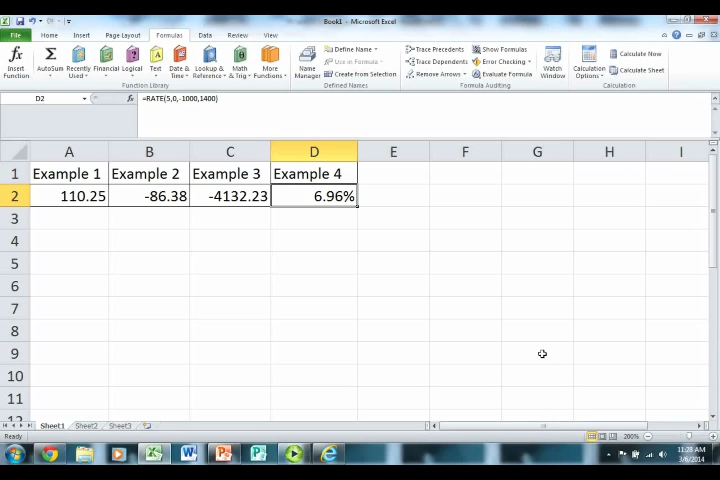 Book1 - Microsoft Excel
File Home Insert Page Layout Formulas Data Review View
Insert Function
AutoSum
Recently Used
Financial
Logical
Text
Date & Time
Lookup & Reference
Math & Trig
More Functions
Function Library
Name Manager
Define Name
Use in Formula
Create from Selection
Defined Names
Trace Precedents
Trace Dependents
Remove Arrows
Show Formulas
Error Checking
Evaluate Formula
Formula Auditing
Watch Window
Calculation Options
Calculate Now
Calculate Sheet
Calculation
D2 fx =RATE(5,0,-1000,1400)
A B C D E F G H I
1 Example 1 Example 2 Example 3 Example 4
2 110.25 -86.38 -4132.23 6.96%
3
4
5
6
7
8
9
10
11
12
Sheet1 Sheet2 Sheet3
Ready 200%
11:28 AM
3/6/2014